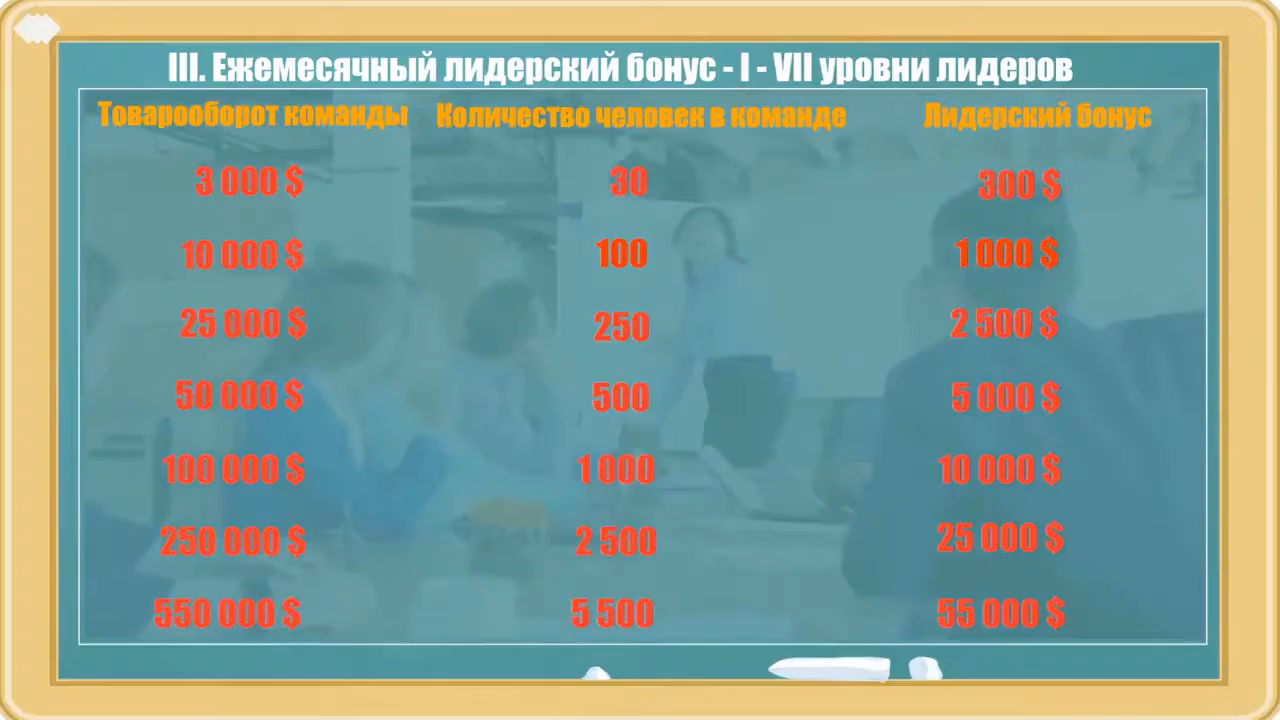 III. Ежемесячный лидерский бонус - I - VII уровни лидеров
Товарооборот команды Количество человек в команде Лидерский бонус
3 000 $ 30 300 $
10 000 $ 100 1 000 $
25 000 $ 250 2 500 $
50 000 $ 500 5 000 $
100 000 $ 1 000 10 000 $
250 000 $ 2 500 25 000 $
550 000 $ 5 500 55 000 $